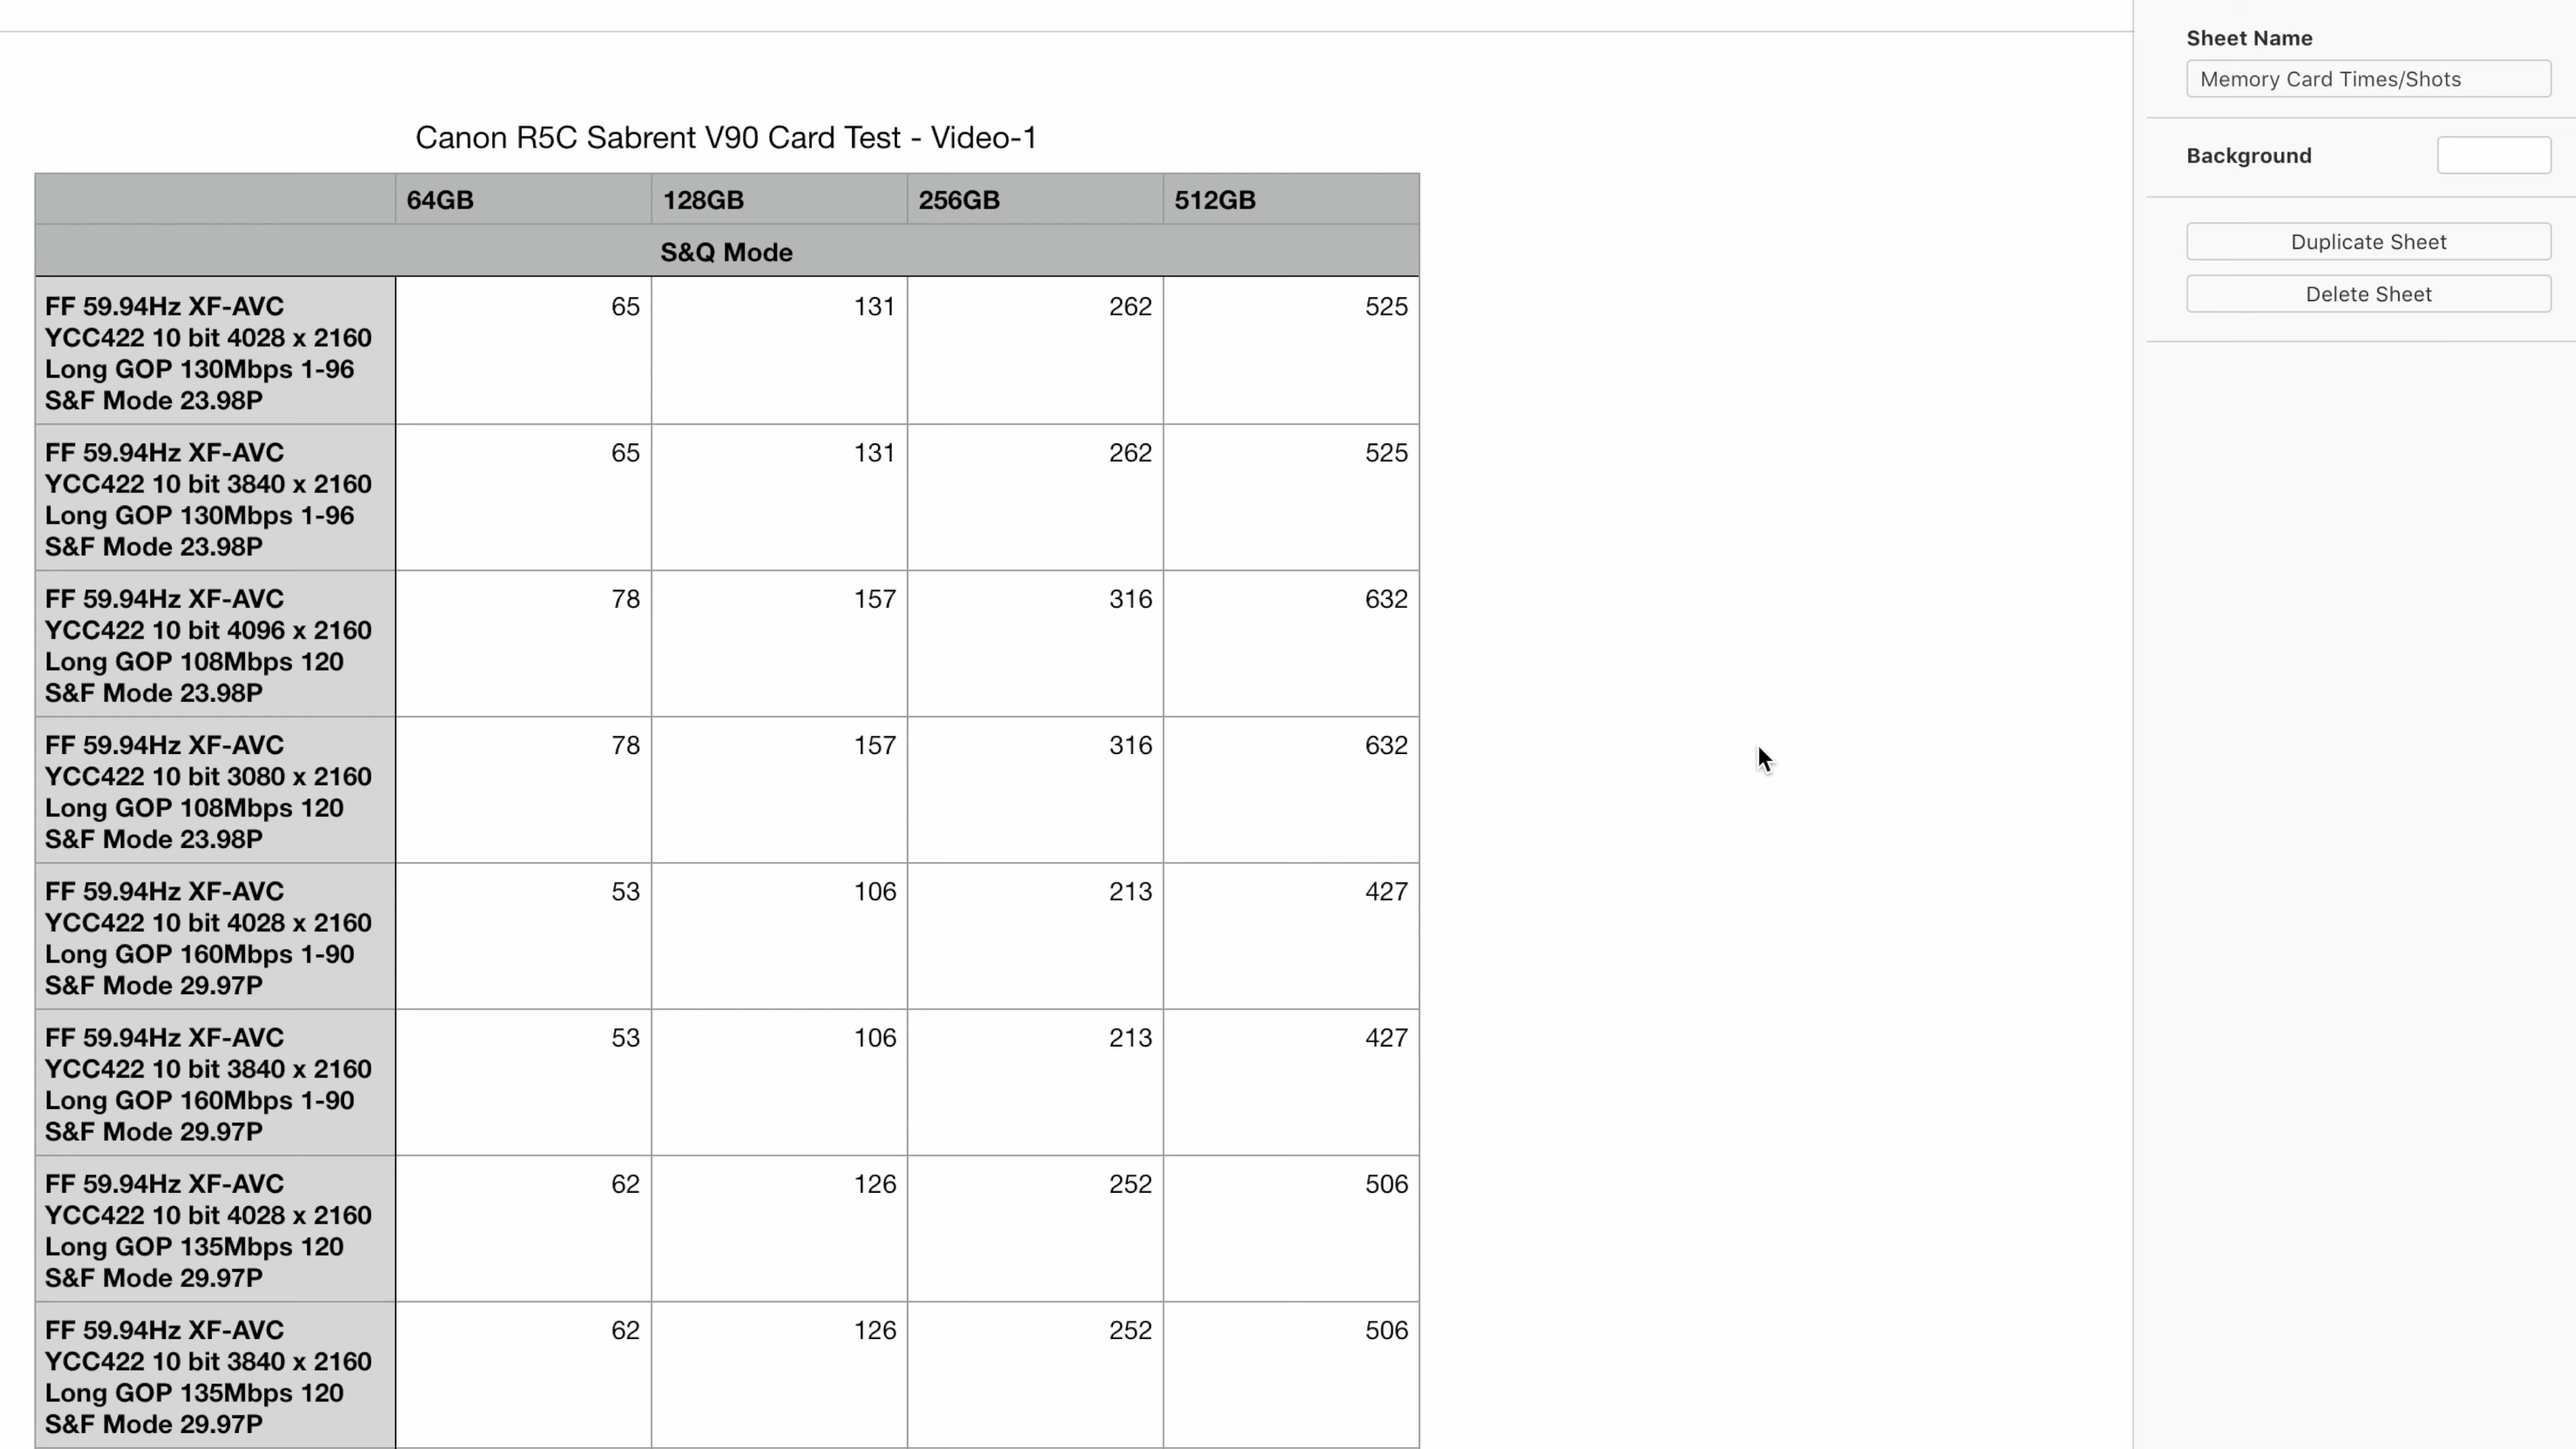 Sheet Name
Memory Card Times/Shots
Background
Duplicate Sheet
Delete Sheet
Canon R5C Sabrent V90 Card Test - Video-1
64GB 128GB 256GB 512GB
S&Q Mode
FF 59.94Hz XF-AVC 65 131 262 525
YCC422 10 bit 4028 x 2160
Long GOP 130Mbps 1-96
S&F Mode 23.98P
FF 59.94Hz XF-AVC 65 131 262 525
YCC422 10 bit 3840 x 2160
Long GOP 130Mbps 1-96
S&F Mode 23.98P
FF 59.94Hz XF-AVC 78 157 316 632
YCC422 10 bit 4096 x 2160
Long GOP 108Mbps 120
S&F Mode 23.98P
FF 59.94Hz XF-AVC 78 157 316 632
YCC422 10 bit 3080 x 2160
Long GOP 108Mbps 120
S&F Mode 23.98P
FF 59.94Hz XF-AVC 53 106 213 427
YCC422 10 bit 4028 x 2160
Long GOP 160Mbps 1-90
S&F Mode 29.97P
FF 59.94Hz XF-AVC 53 106 213 427
YCC422 10 bit 3840 x 2160
Long GOP 160Mbps 1-90
S&F Mode 29.97P
FF 59.94Hz XF-AVC 62 126 252 506
YCC422 10 bit 4028 x 2160
Long GOP 135Mbps 120
S&F Mode 29.97P
FF 59.94Hz XF-AVC 62 126 252 506
YCC422 10 bit 3840 x 2160
Long GOP 135Mbps 120
S&F Mode 29.97P